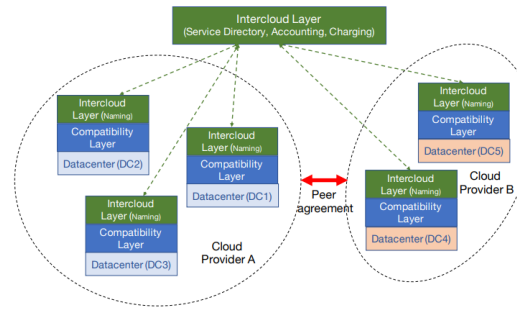 Intercloud Layer
(Service Directory, Accounting, Charging)
Intercloud
Layer (Naming)
Compatibility
Layer
Datacenter (DC2)
Intercloud
Layer (Naming)
Compatibility
Layer
Datacenter (DC1)
Intercloud
Layer (Naming)
Compatibility
Layer
Datacenter (DC3)
Cloud
Provider A
Peer
agreement
Intercloud
Layer (Naming)
Compatibility
Layer
Datacenter (DC5)
Intercloud
Layer (Naming)
Compatibility
Layer
Datacenter (DC4)
Cloud
Provider B